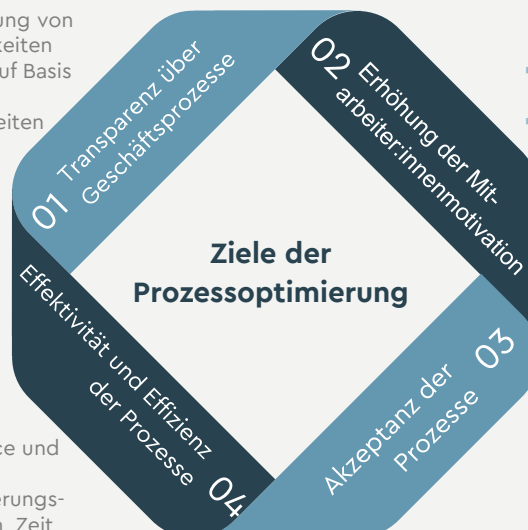 ung von
keiten
uf Basis
eiten
01
Transparenz über
Geschäftsprozesse
02
Erhöhung der Mit-
arbeiter:innenmotivation
Ziele der
Prozessoptimierung
03
Akzeptanz der
Prozesse
04
Effektivität und Effizienz
der Prozesse
ce und
erungs-
n, Zeit